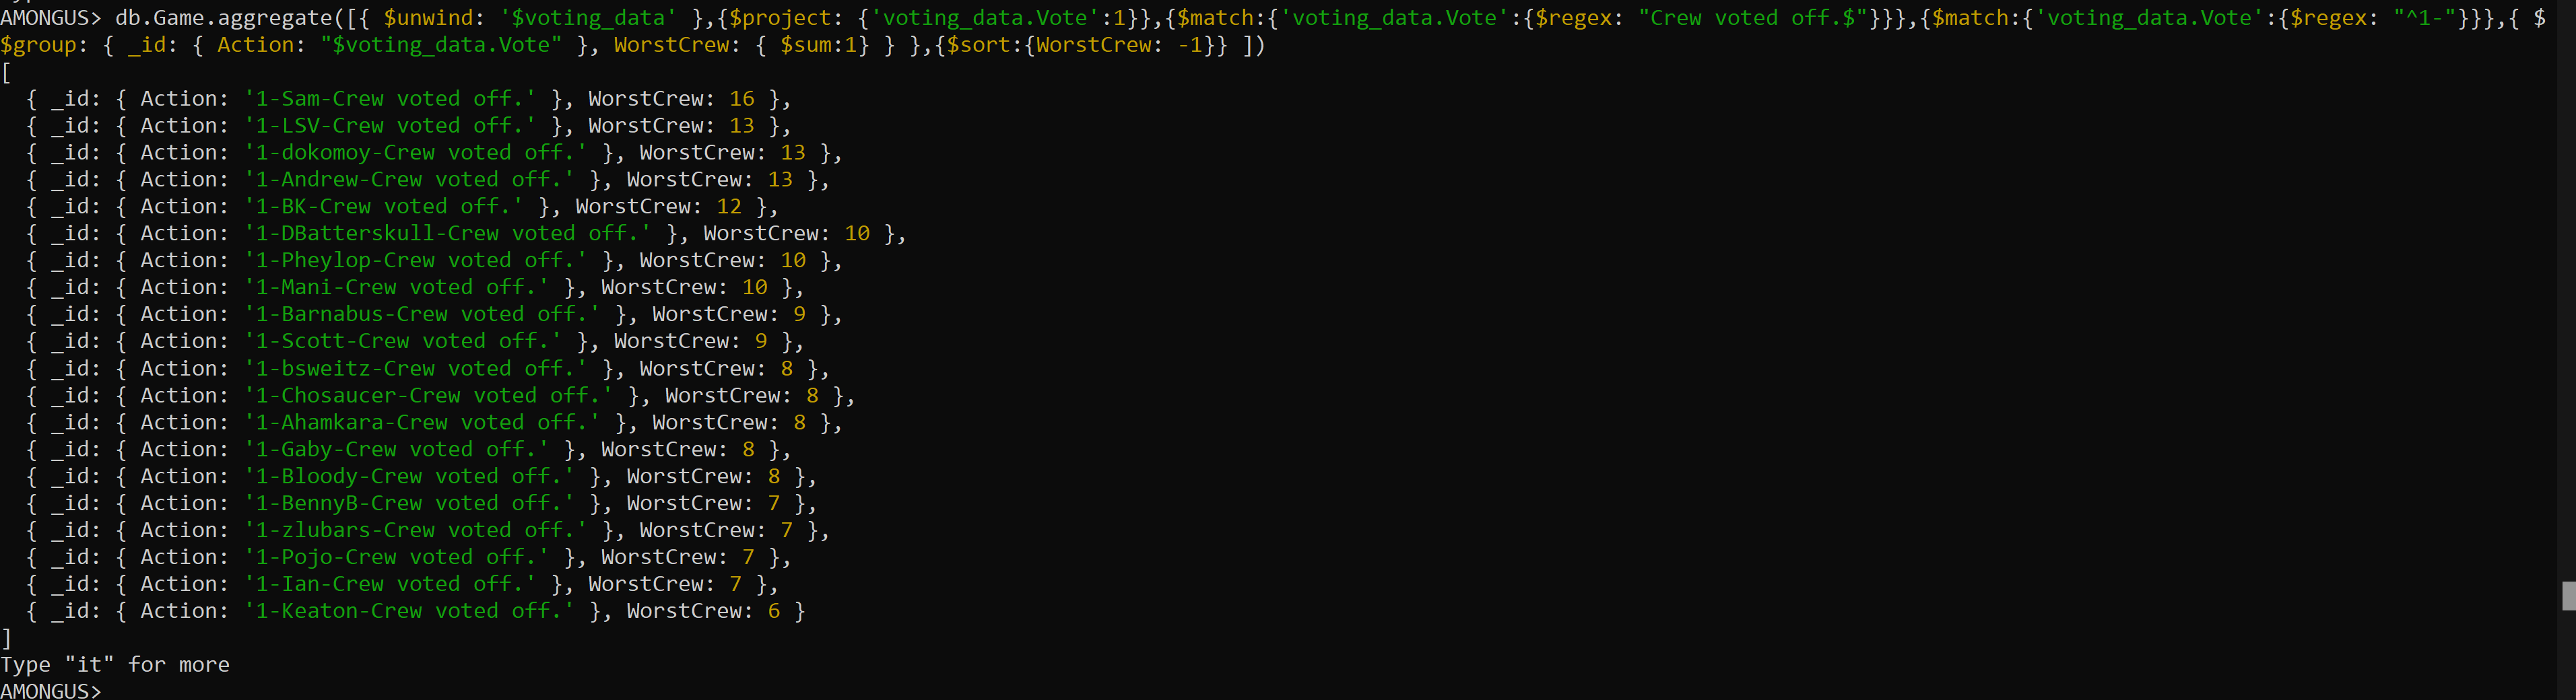 AMONGUS> db.Game.aggregate([{ $unwind: '$voting_data' },{$project: {'voting_data.Vote':1}},{$match:{'voting_data.Vote':{$regex: "Crew voted off.$"}}},{$match:{'voting_data.Vote':{$regex: "^1-"}}},{ $
$group: { _id: { Action: "$voting_data.Vote" }, WorstCrew: { $sum:1} } },{$sort:{WorstCrew: -1}} ])
[
  { _id: { Action: '1-Sam-Crew voted off.' }, WorstCrew: 16 },
  { _id: { Action: '1-LSV-Crew voted off.' }, WorstCrew: 13 },
  { _id: { Action: '1-dokomoy-Crew voted off.' }, WorstCrew: 13 },
  { _id: { Action: '1-Andrew-Crew voted off.' }, WorstCrew: 13 },
  { _id: { Action: '1-BK-Crew voted off.' }, WorstCrew: 12 },
  { _id: { Action: '1-DBatterskull-Crew voted off.' }, WorstCrew: 10 },
  { _id: { Action: '1-Pheylop-Crew voted off.' }, WorstCrew: 10 },
  { _id: { Action: '1-Mani-Crew voted off.' }, WorstCrew: 10 },
  { _id: { Action: '1-Barnabus-Crew voted off.' }, WorstCrew: 9 },
  { _id: { Action: '1-Scott-Crew voted off.' }, WorstCrew: 9 },
  { _id: { Action: '1-bsweitz-Crew voted off.' }, WorstCrew: 8 },
  { _id: { Action: '1-Chosaucer-Crew voted off.' }, WorstCrew: 8 },
  { _id: { Action: '1-Ahamkara-Crew voted off.' }, WorstCrew: 8 },
  { _id: { Action: '1-Gaby-Crew voted off.' }, WorstCrew: 8 },
  { _id: { Action: '1-Bloody-Crew voted off.' }, WorstCrew: 8 },
  { _id: { Action: '1-BennyB-Crew voted off.' }, WorstCrew: 7 },
  { _id: { Action: '1-zlubars-Crew voted off.' }, WorstCrew: 7 },
  { _id: { Action: '1-Pojo-Crew voted off.' }, WorstCrew: 7 },
  { _id: { Action: '1-Ian-Crew voted off.' }, WorstCrew: 7 },
  { _id: { Action: '1-Keaton-Crew voted off.' }, WorstCrew: 6 }
]
Type "it" for more
AMONGUS>